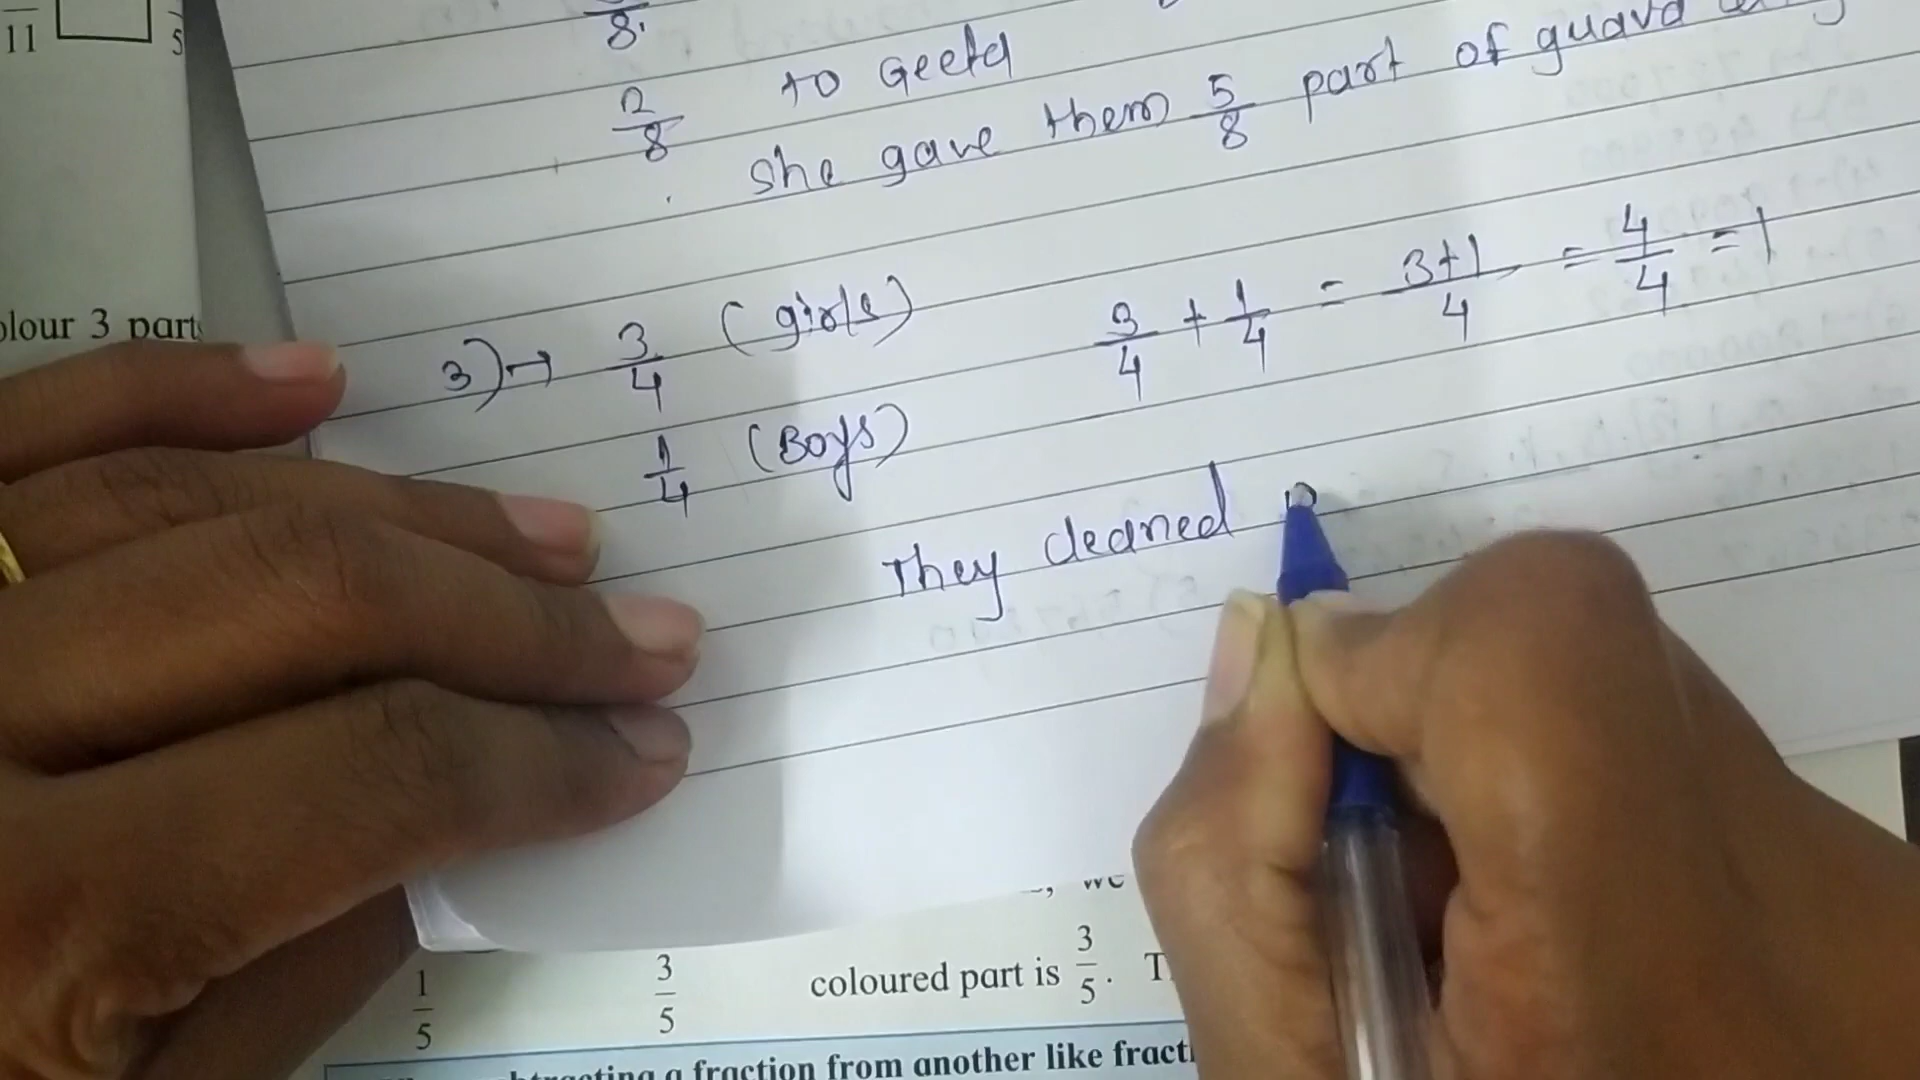 11 5
8
2/8 to Geeta
she gave them 5/8 part of guava
3) → 3/4 (girls) 3/4 + 1/4 = 3+1/4 = 4/4 = 1
1/4 (Boys)
They cleaned
olour 3 parts
, we
1/5 3/5 coloured part is 3/5. T
a fraction from another like fract